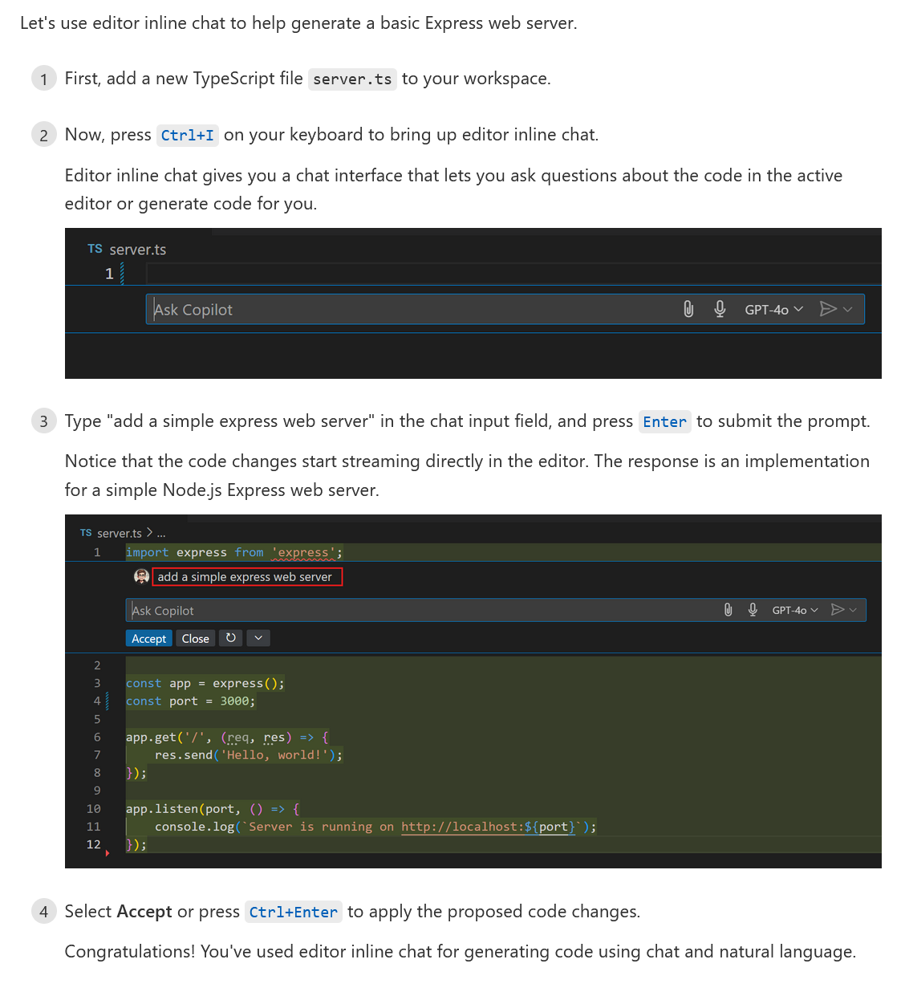 Let's use editor inline chat to help generate a basic Express web server.
1 First, add a new TypeScript file server.ts to your workspace.
2 Now, press Ctrl+I on your keyboard to bring up editor inline chat.
Editor inline chat gives you a chat interface that lets you ask questions about the code in the active
editor or generate code for you.
TS server.ts
1
Ask Copilot GPT-4o
3 Type "add a simple express web server" in the chat input field, and press Enter to submit the prompt.
Notice that the code changes start streaming directly in the editor. The response is an implementation
for a simple Node.js Express web server.
TS server.ts > ...
1 import express from 'express';
add a simple express web server
Ask Copilot GPT-4o
Accept Close
2
3 const app = express();
4 const port = 3000;
5
6 app.get('/', (req, res) => {
7 res.send('Hello, world!');
8 });
9
10 app.listen(port, () => {
11 console.log(`Server is running on http://localhost:${port}`);
12 });
4 Select Accept or press Ctrl+Enter to apply the proposed code changes.
Congratulations! You've used editor inline chat for generating code using chat and natural language.